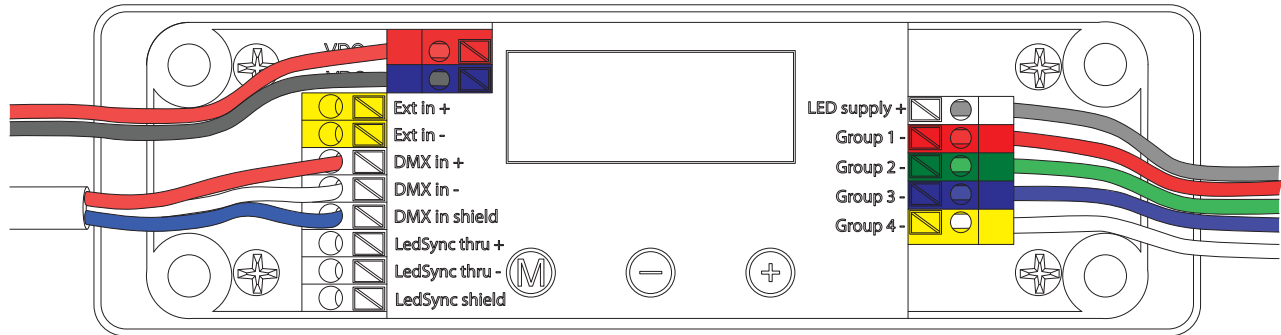 Ext in +
Ext in -
DMX in +
DMX in -
DMX in shield
LedSync thru +
LedSync thru -
LedSync shield
M
-
+
LED supply +
Group 1 -
Group 2 -
Group 3 -
Group 4 -